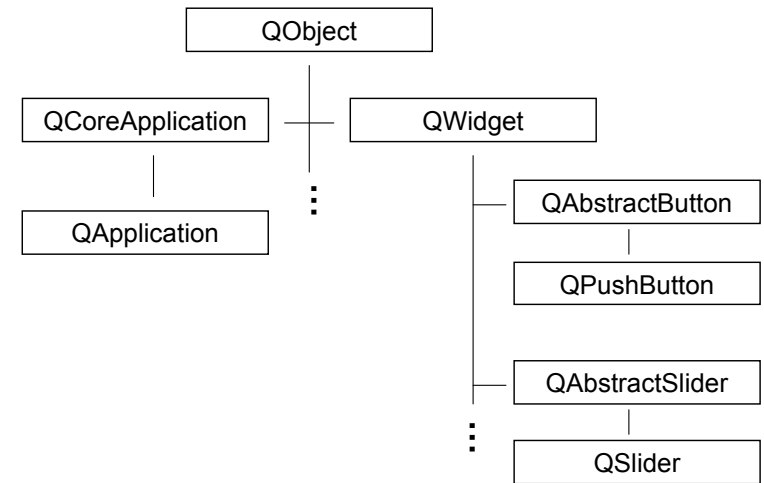 QObject
QCoreApplication
QWidget
QApplication
QAbstractButton
QPushButton
QAbstractSlider
QSlider